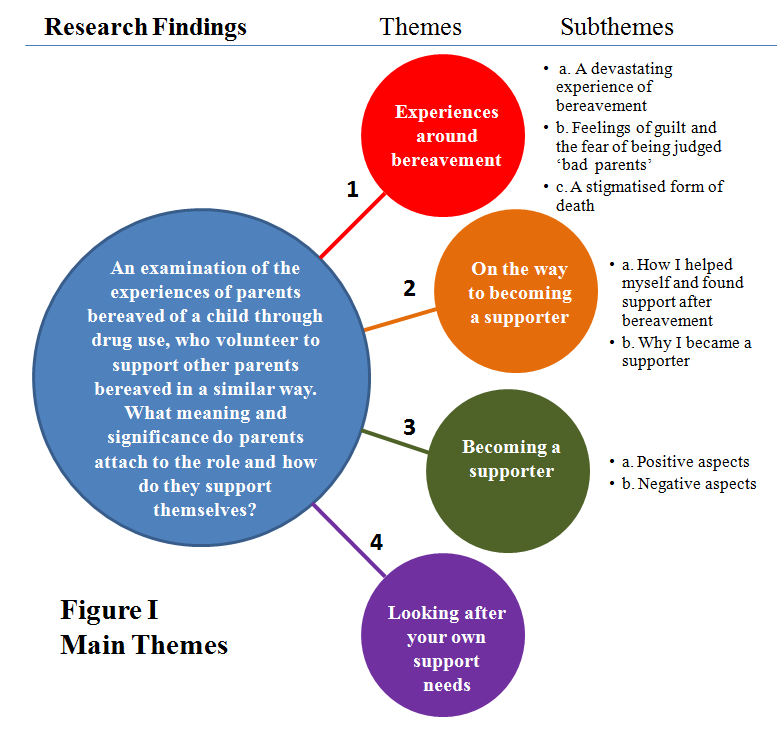 Research Findings
Themes
Subthemes
An examination of the
experiences of parents
bereaved of a child through
drug use, who volunteer to
support other parents
bereaved in a similar way.
What meaning and
significance do parents
attach to the role and how
do they support
themselves?
1
Experiences
around
bereavement
• a. A devastating
experience of
bereavement
• b. Feelings of guilt and
the fear of being judged
‘bad parents’
• c. A stigmatised form of
death
2
On the way
to becoming
a supporter
• a. How I helped
myself and found
support after
bereavement
• b. Why I became a
supporter
3
Becoming a
supporter
• a. Positive aspects
• b. Negative aspects
4
Looking after
your own
support
needs
Figure I
Main Themes